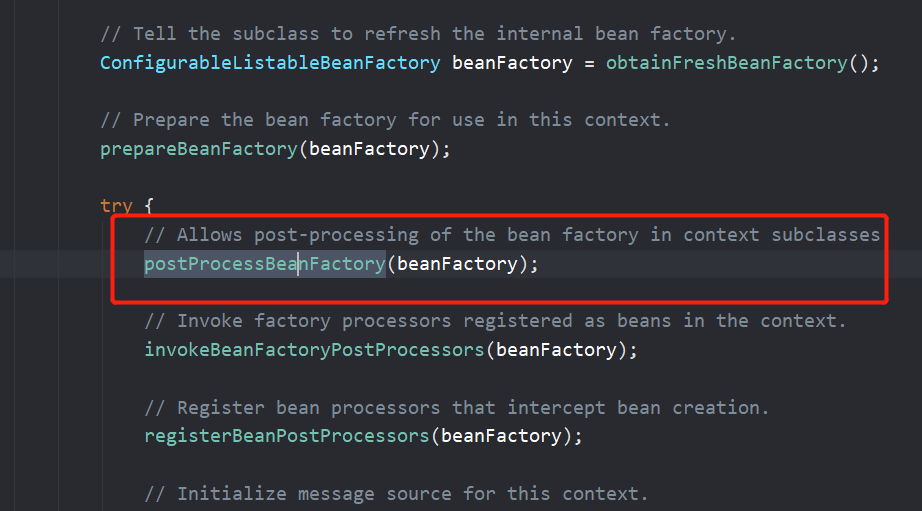 // Tell the subclass to refresh the internal bean factory.
ConfigurableListableBeanFactory beanFactory = obtainFreshBeanFactory();
// Prepare the bean factory for use in this context.
prepareBeanFactory(beanFactory);
try {
// Allows post-processing of the bean factory in context subclasses
postProcessBeanFactory(beanFactory);
// Invoke factory processors registered as beans in the context.
invokeBeanFactoryPostProcessors(beanFactory);
// Register bean processors that intercept bean creation.
registerBeanPostProcessors(beanFactory);
// Initialize message source for this context.